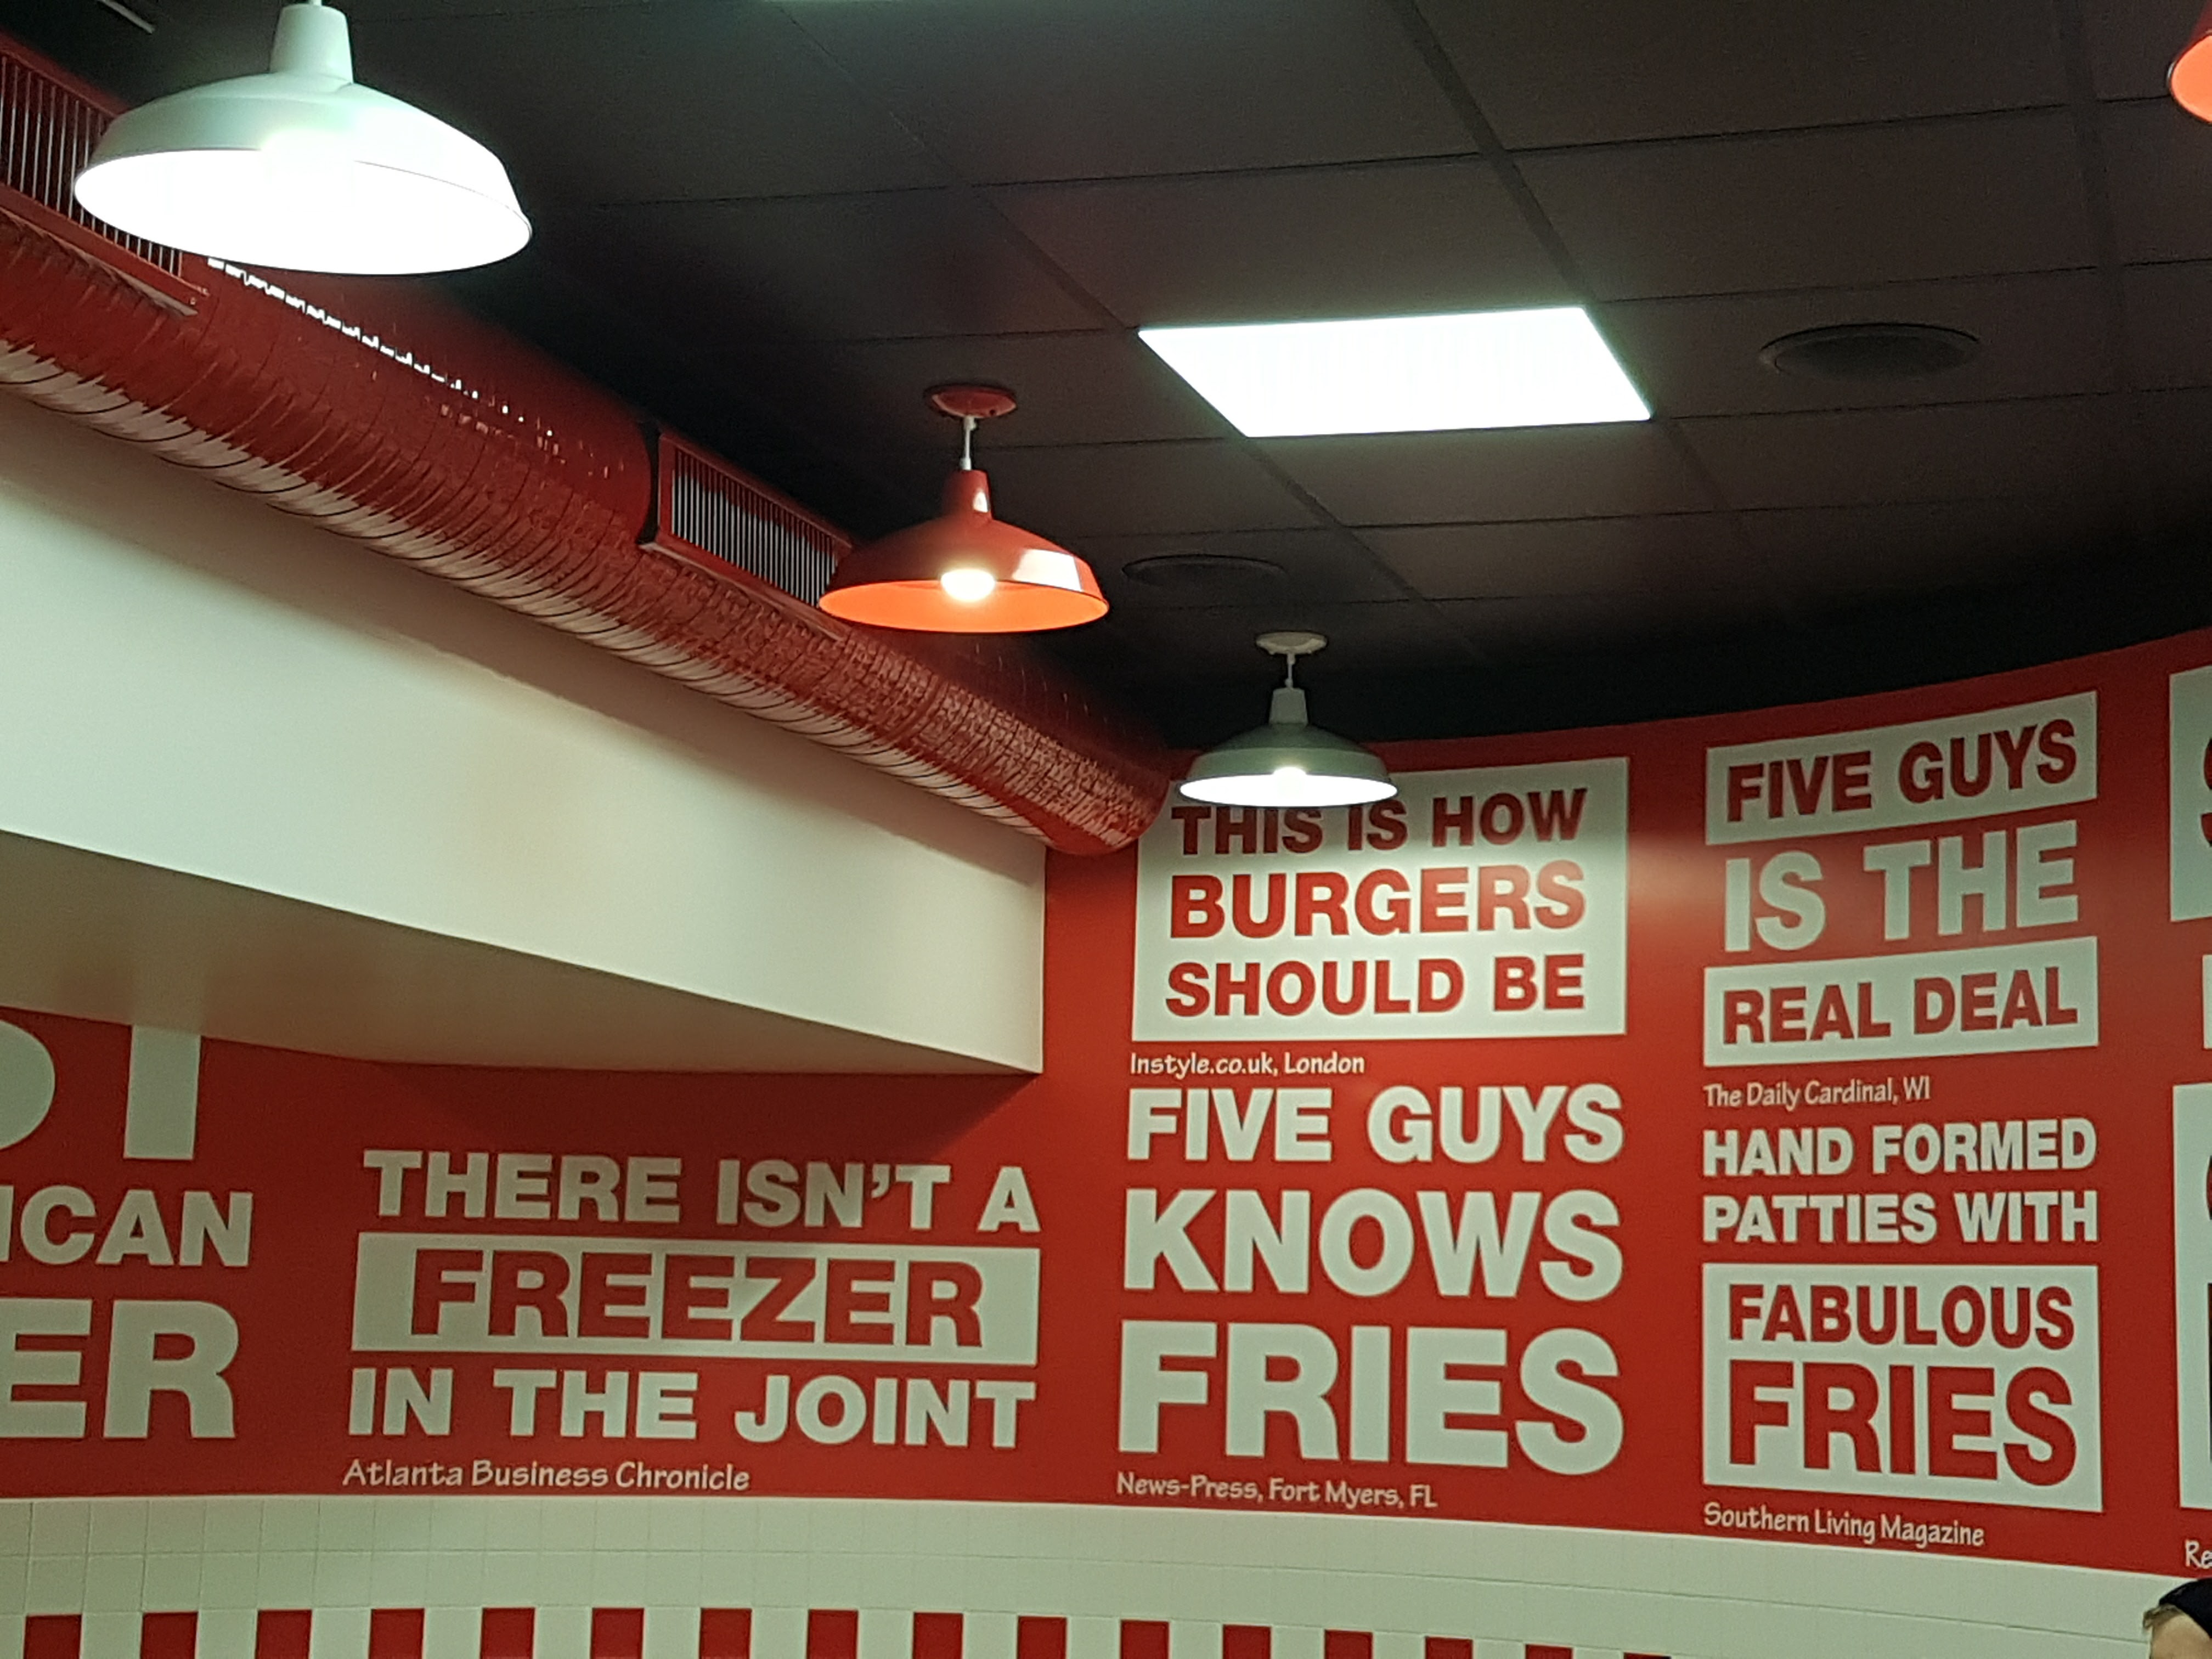 THERE ISN'T A
FREEZER
IN THE JOINT
Atlanta Business Chronicle
THIS IS HOW
BURGERS
SHOULD BE
Instyle.co.uk, London
FIVE GUYS
KNOWS
FRIES
News-Press, Fort Myers, FL
FIVE GUYS
IS THE
REAL DEAL
The Daily Cardinal, WI
HAND FORMED
PATTIES WITH
FABULOUS
FRIES
Southern Living Magazine